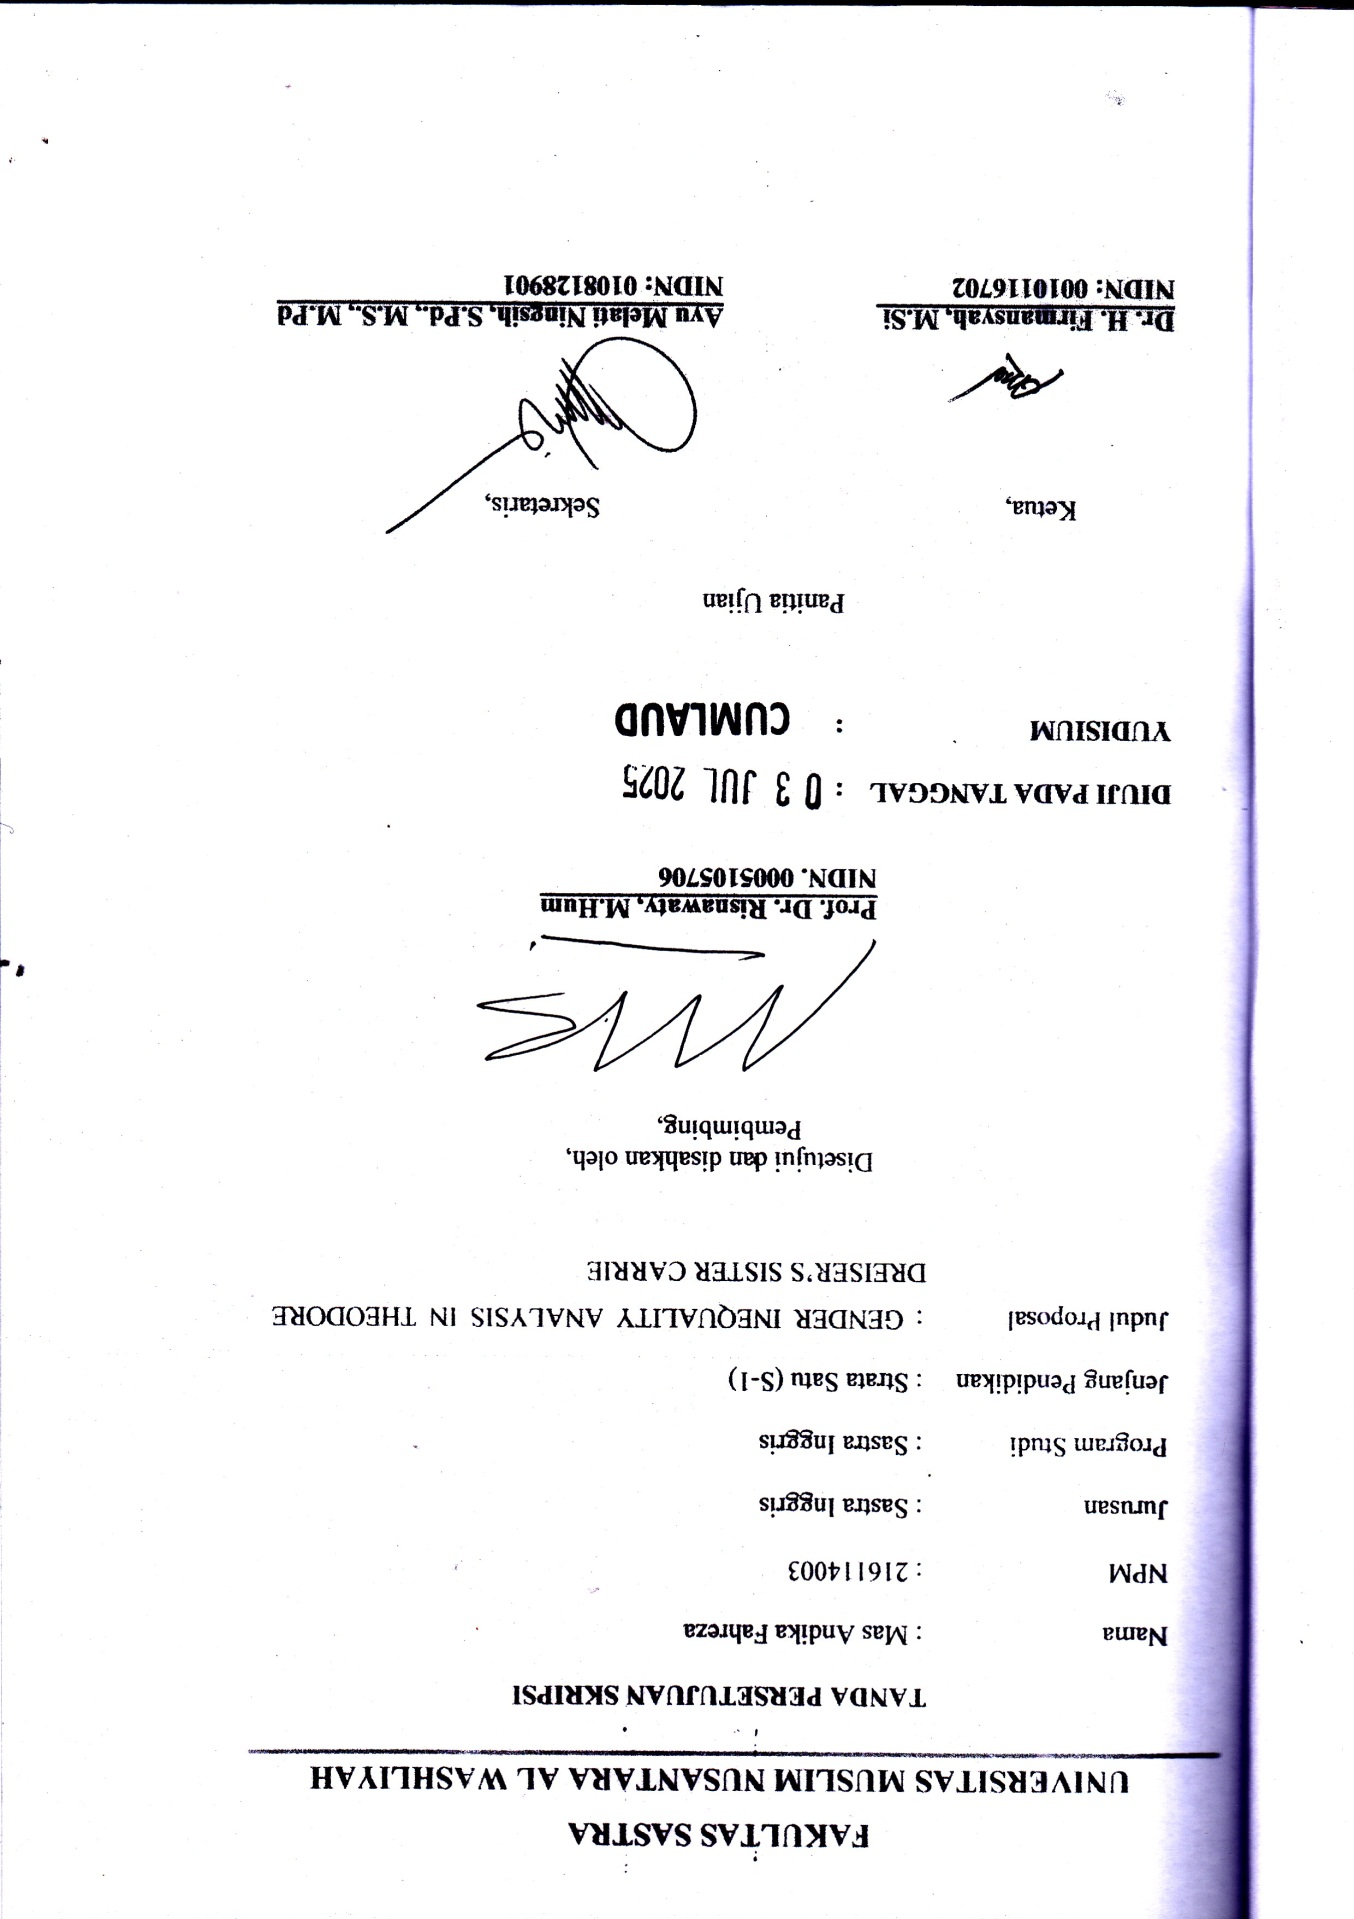 FAKULTAS SASTRA
UNIVERSITAS MUSLIM NUSANTARA AL WASHLIYAH
TANDA PERSETUJUAN SKRIPSI
Nama : Mas Andika Fahreza
NPM : 216114003
Jurusan : Sastra Inggris
Program Studi : Sastra Inggris
Jenjang Pendidikan : Strata Satu (S-1)
Judul Proposal : GENDER INEQUALITY ANALYSIS IN THEODORE
DREISER'S SISTER CARRIE
Disetujui dan disahkan oleh,
Pembimbing,
Prof. Dr. Risnawaty, M.Hum
NIDN. 0005105706
DIUJI PADA TANGGAL : 03 JUL 2025
YUDISIUM : CUMLAUD
Panitia Ujian
Ketua, Sekretaris,
Dr. H. Firmansyah, M.Si Ayu Melati Ningsih, S.Pd., M.S., M.Pd
NIDN: 0010116702 NIDN: 0108128901